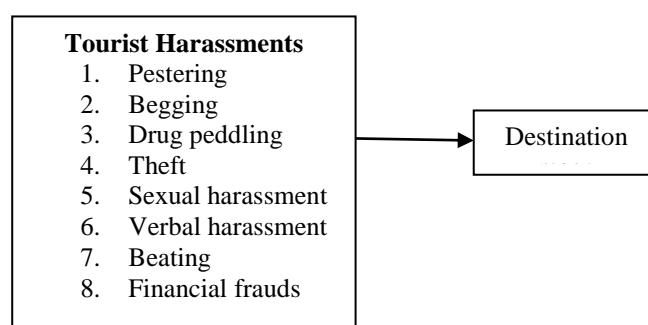 Tourist Harassments
1. Pestering
2. Begging
3. Drug peddling
4. Theft
5. Sexual harassment
6. Verbal harassment
7. Beating
8. Financial frauds
Destination